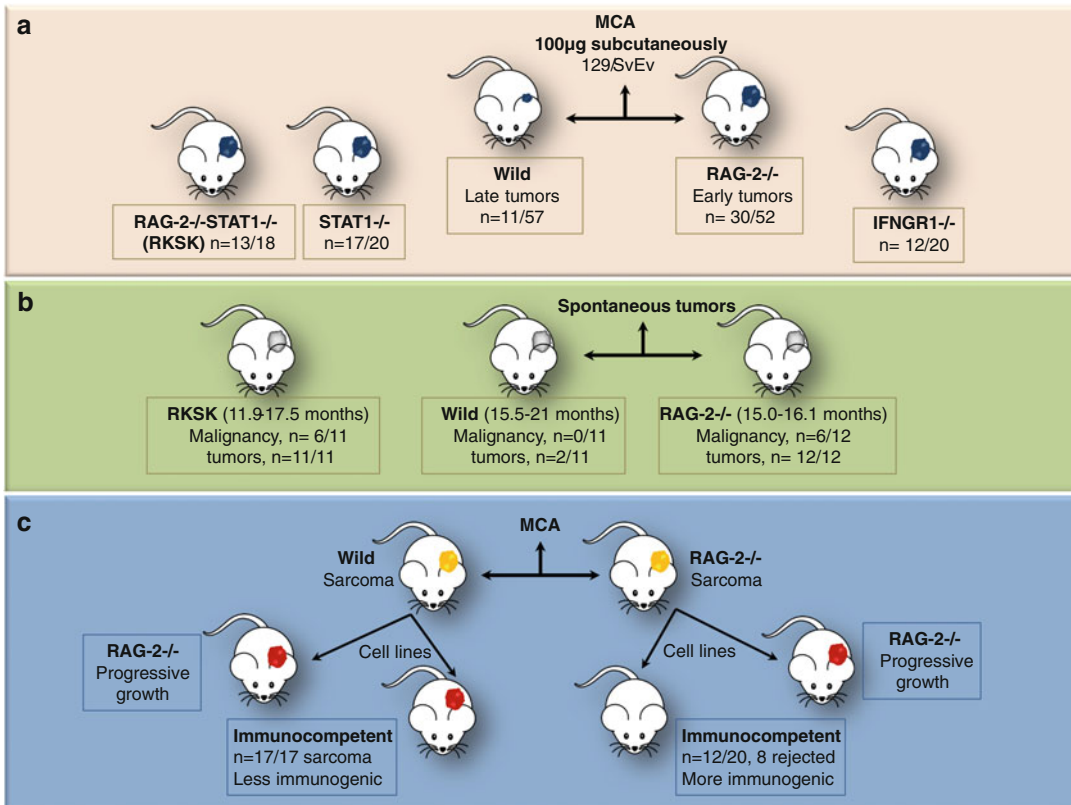 a
MCA
100µg subcutaneously
129/SvEv
RAG-2-/-STAT1-/-
(RKSK) n=13/18
STAT1-/-
n=17/20
Wild
Late tumors
n=11/57
RAG-2-/-
Early tumors
n= 30/52
IFNGR1-/-
n= 12/20
b
Spontaneous tumors
RKSK (11.9-17.5 months)
Malignancy, n= 6/11
tumors, n=11/11
Wild (15.5-21 months)
Malignancy, n=0/11
tumors, n=2/11
RAG-2-/- (15.0-16.1 months)
Malignancy, n=6/12
tumors, n= 12/12
c
MCA
Wild
Sarcoma
RAG-2-/-
Sarcoma
RAG-2-/-
Progressive
growth
Cell lines
Cell lines
RAG-2-/-
Progressive
growth
Immunocompetent
n=17/17 sarcoma
Less immunogenic
Immunocompetent
n=12/20, 8 rejected
More immunogenic